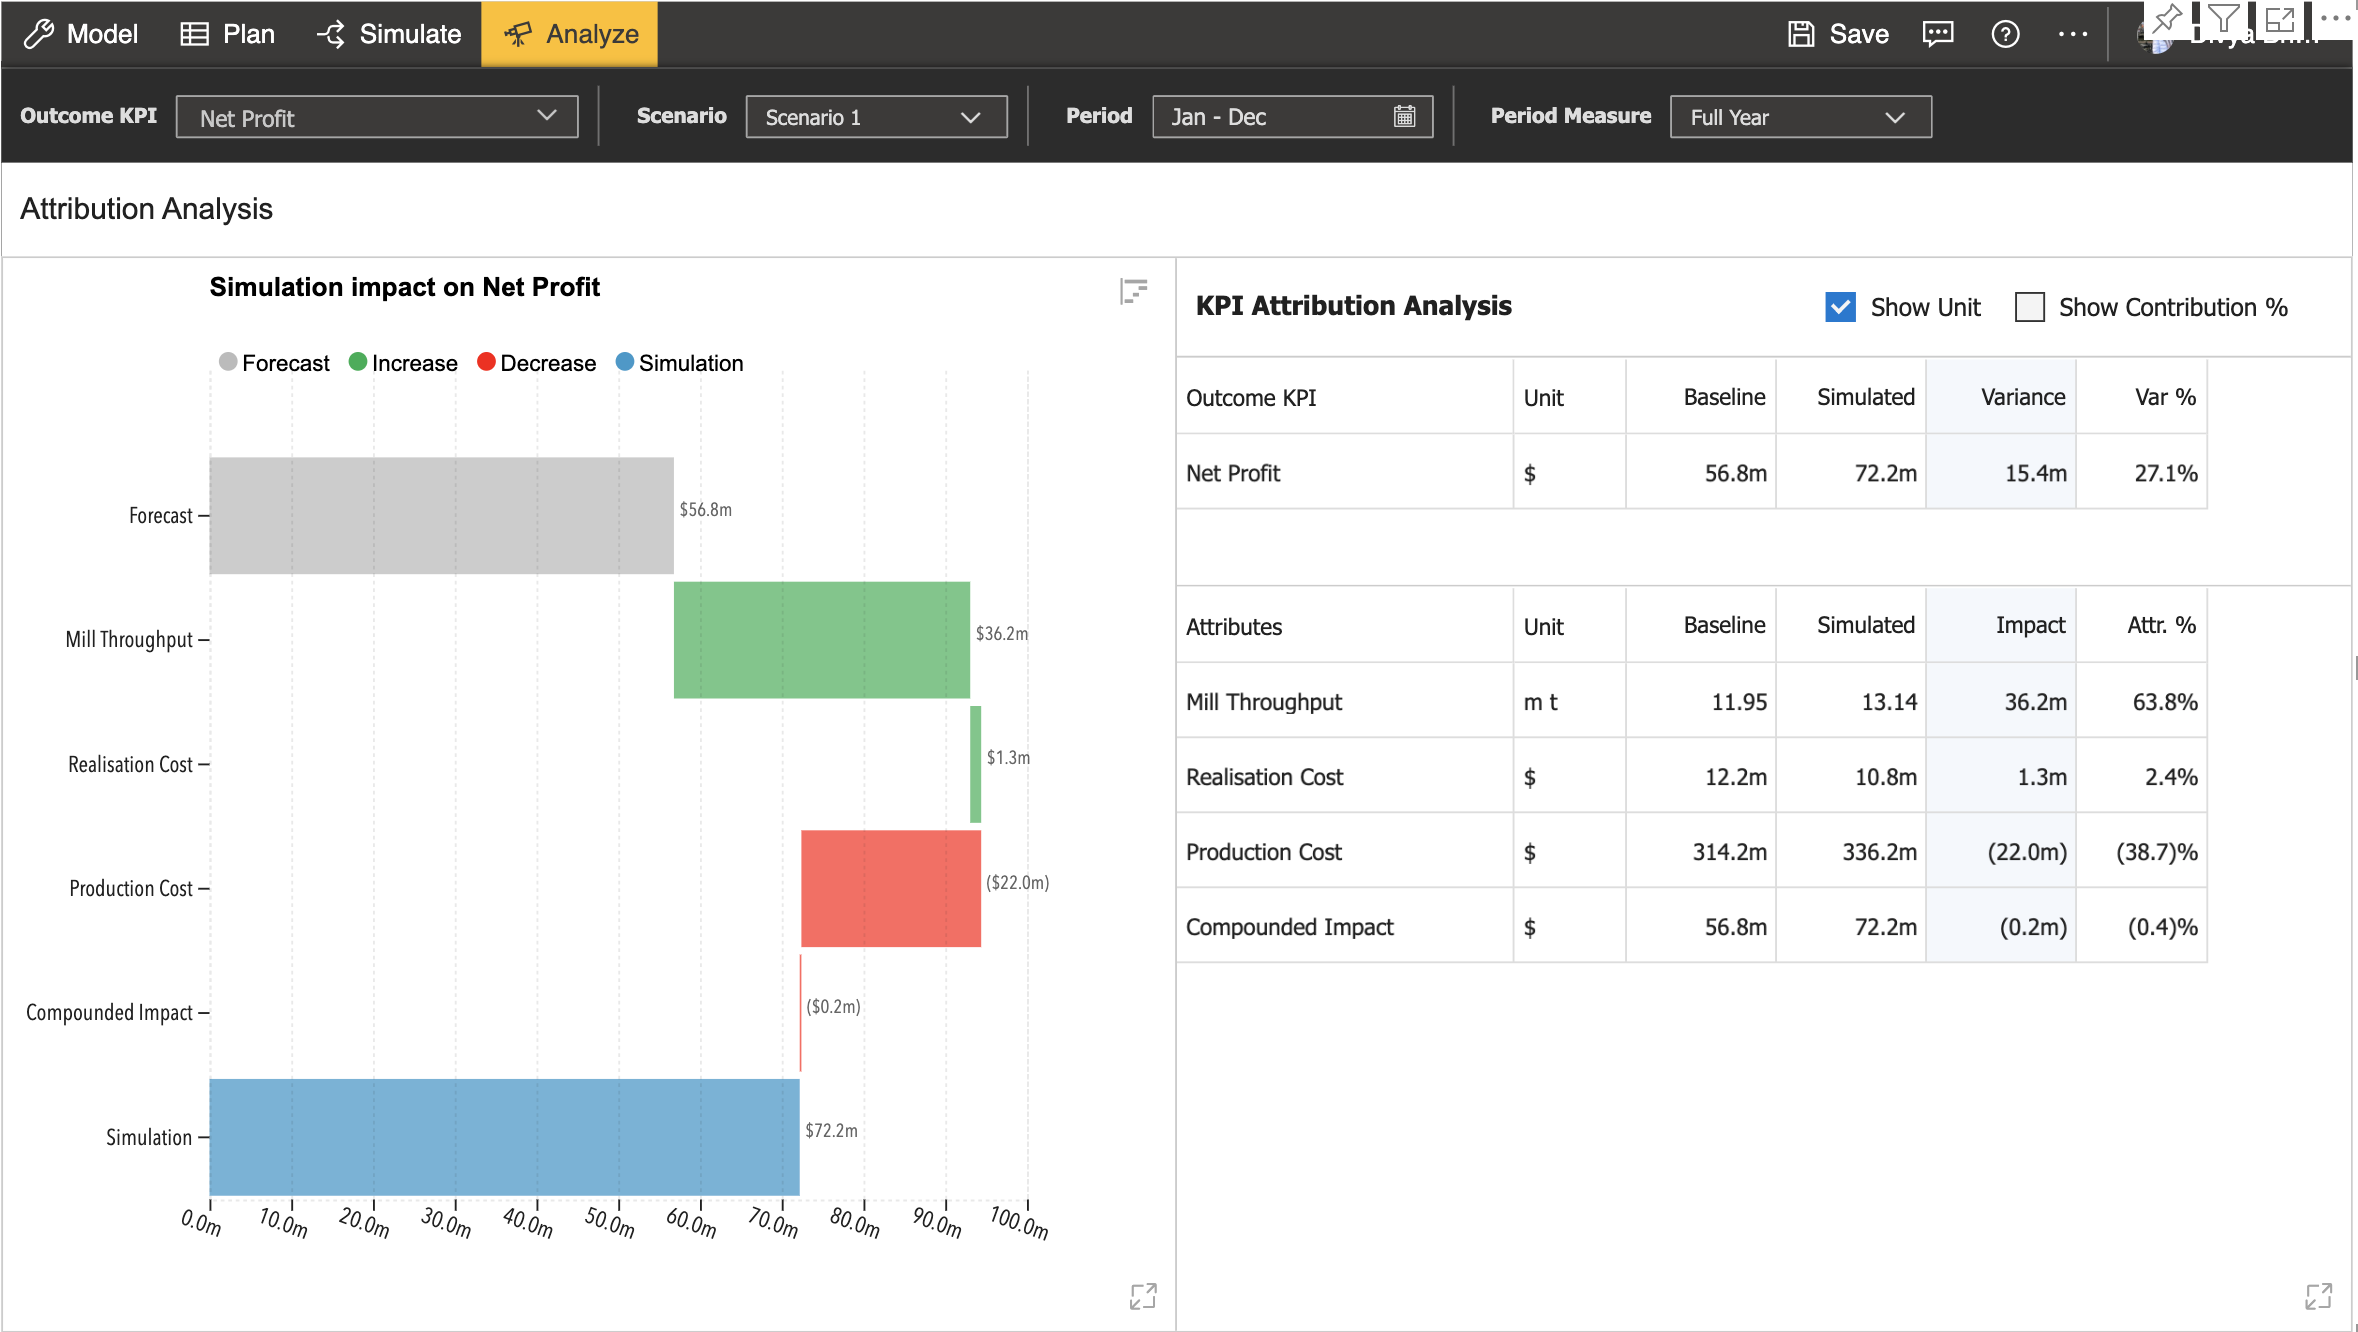 Model Plan Simulate Analyze Save
Outcome KPI Net Profit Scenario Scenario 1 Period Jan - Dec Period Measure Full Year
Attribution Analysis
Simulation impact on Net Profit
Forecast Increase Decrease Simulation
Forecast $56.8m
Mill Throughput $36.2m
Realisation Cost $1.3m
Production Cost ($22.0m)
Compounded Impact ($0.2m)
Simulation $72.2m
0.0m 10.0m 20.0m 30.0m 40.0m 50.0m 60.0m 70.0m 80.0m 90.0m 100.0m
KPI Attribution Analysis Show Unit Show Contribution %
Outcome KPI Unit Baseline Simulated Variance Var %
Net Profit $ 56.8m 72.2m 15.4m 27.1%
Attributes Unit Baseline Simulated Impact Attr. %
Mill Throughput m t 11.95 13.14 36.2m 63.8%
Realisation Cost $ 12.2m 10.8m 1.3m 2.4%
Production Cost $ 314.2m 336.2m (22.0m) (38.7)%
Compounded Impact $ 56.8m 72.2m (0.2m) (0.4)%